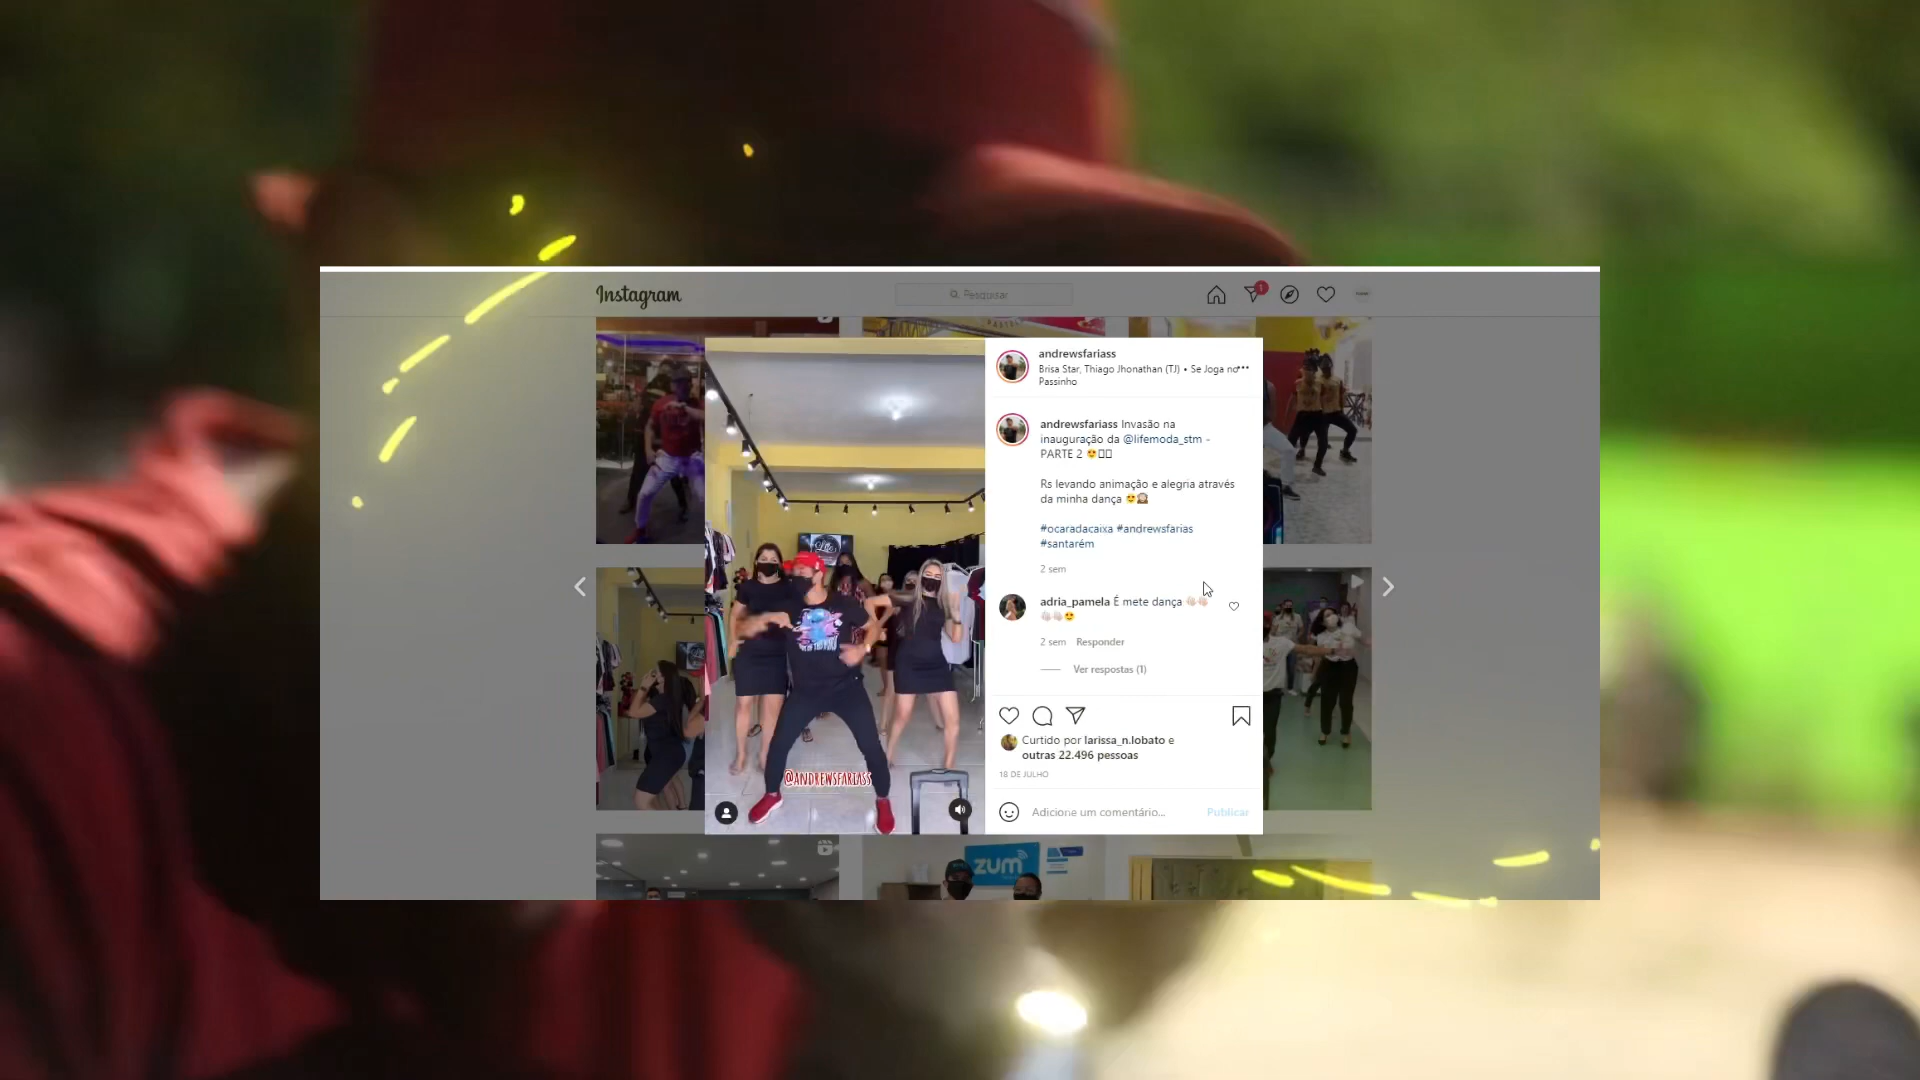 Instagram
Pesquisar
1
andrewsfariass
Brisa Star, Thiago Jhonathan (TJ) • Se Joga no
Passinho
andrewsfariass Invasão na
inauguração da @lifemoda_stm -
PARTE 2 😍
Rs levando animação e alegria através
da minha dança 😍
#ocaradacaixa #andrewsfarias
#santarém
2 sem
adria_pamela É mete dança 👏🏻👏🏻
👏🏻👏🏻😍
2 sem Responder
Ver respostas (1)
Curtido por larissa_n.lobato e
outras 22.496 pessoas
18 DE JULHO
Adicione um comentário...
Publicar
@ANDREWSFARIASS
zum